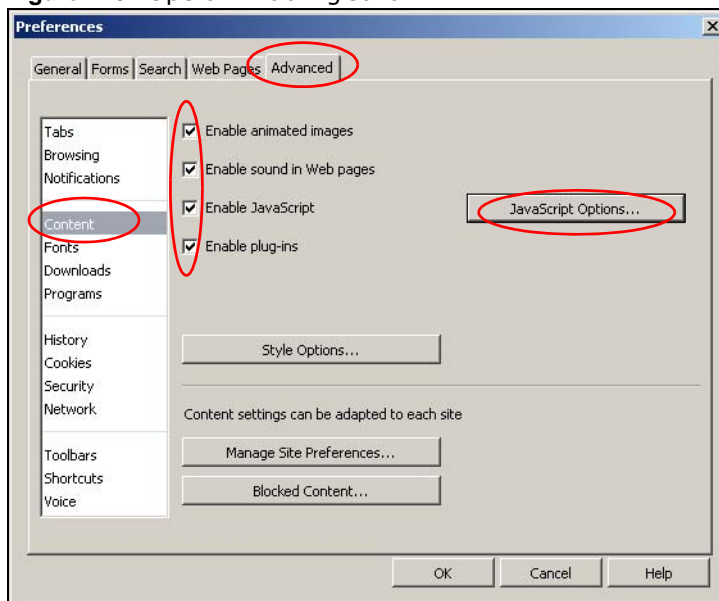 Preferences
General Forms Search Web Pages Advanced
Tabs
Browsing
Notifications
Content
Fonts
Downloads
Programs
History
Cookies
Security
Network
Toolbars
Shortcuts
Voice
Enable animated images
Enable sound in Web pages
Enable JavaScript
JavaScript Options...
Enable plug-ins
Style Options...
Content settings can be adapted to each site
Manage Site Preferences...
Blocked Content...
OK Cancel Help